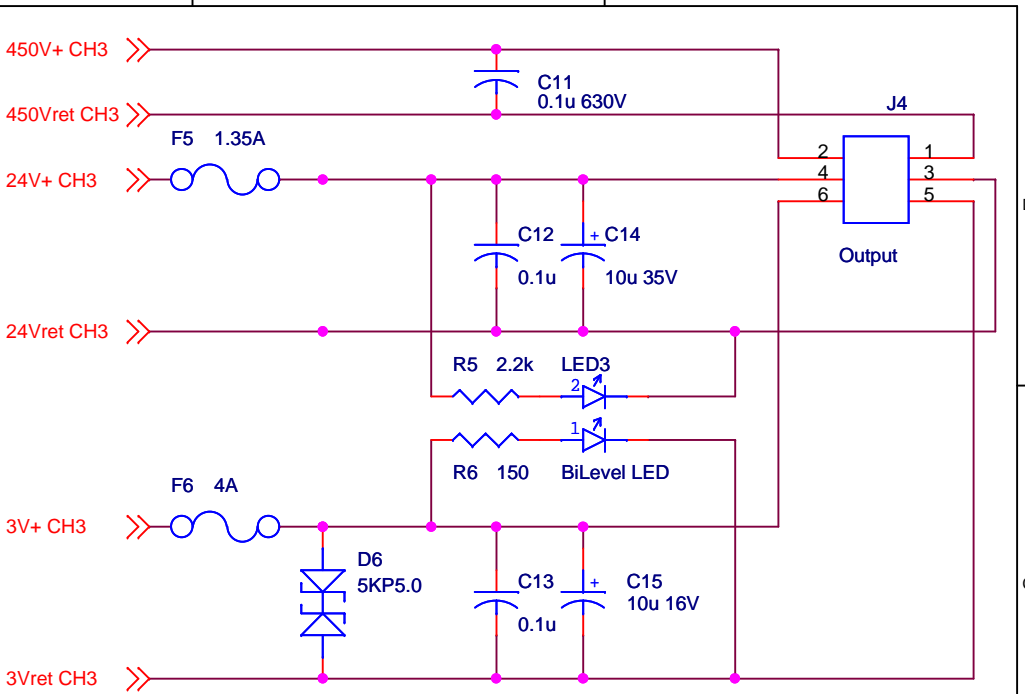 450V+ CH3
C11
0.1u 630V
450Vret CH3
J4
F5 1.35A
2 1
24V+ CH3
4 3
6 5
C12
+ C14
0.1u
10u 35V
Output
24Vret CH3
R5 2.2k LED3
2
1
R6 150 BiLevel LED
F6 4A
3V+ CH3
D6
5KP5.0
C13
+ C15
10u 16V
0.1u
3Vret CH3